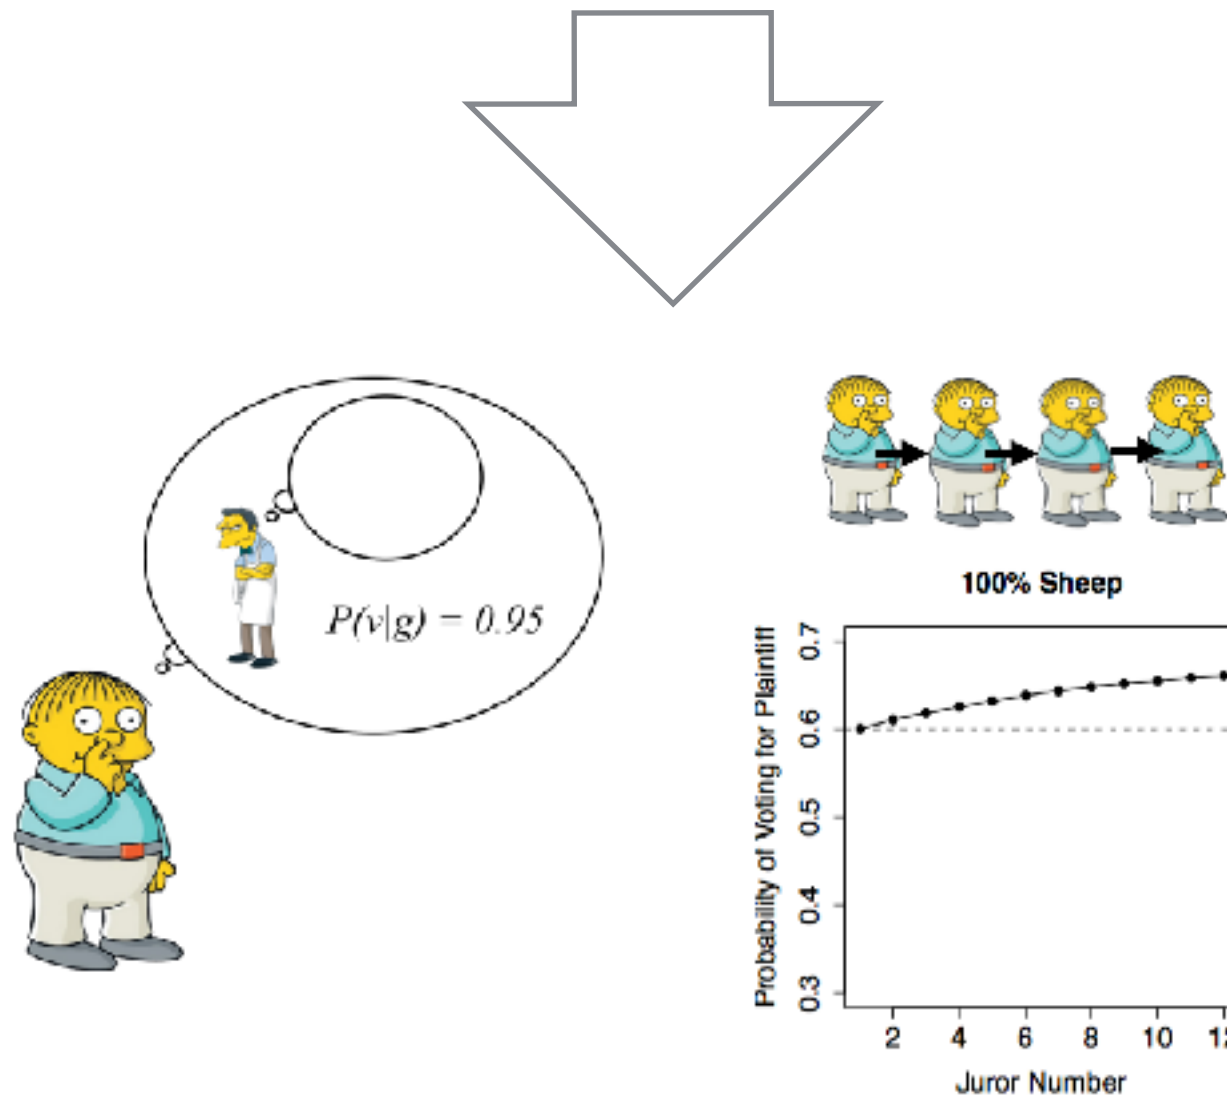 P(v|g) = 0.95
100% Sheep
Probability of Voting for Plaintiff
0.7
0.6
0.5
0.4
0.3
2 4 6 8 10 12
Juror Number